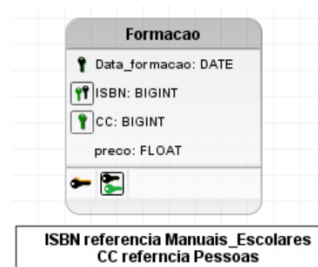 Formacao
Data_formacao: DATE
ISBN: BIGINT
CC: BIGINT
preco: FLOAT
ISBN referencia Manuais_Escolares
CC referncia Pessoas